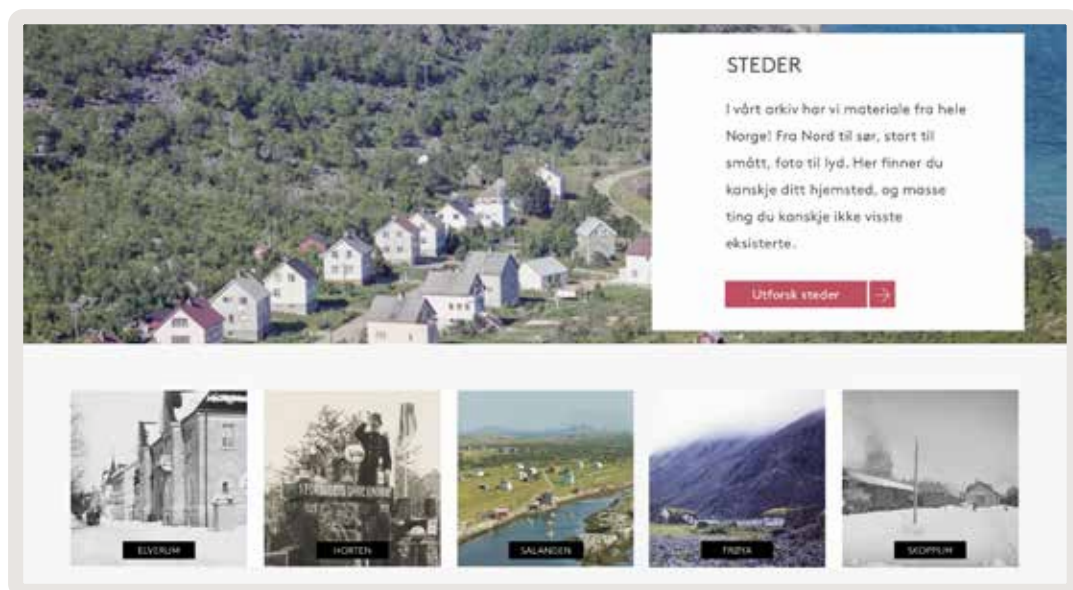 STEDER
I vårt arkiv har vi materiale fra hele
Norge! Fra Nord til sør, stort til
smått, foto til lyd. Her finner du
kanskje ditt hjemsted, og masse
ting du kanskje ikke visste
eksisterte.
Utforsk steder
ELVERUM
HORTEN
SALANGEN
FRØYA
SKOPPUM